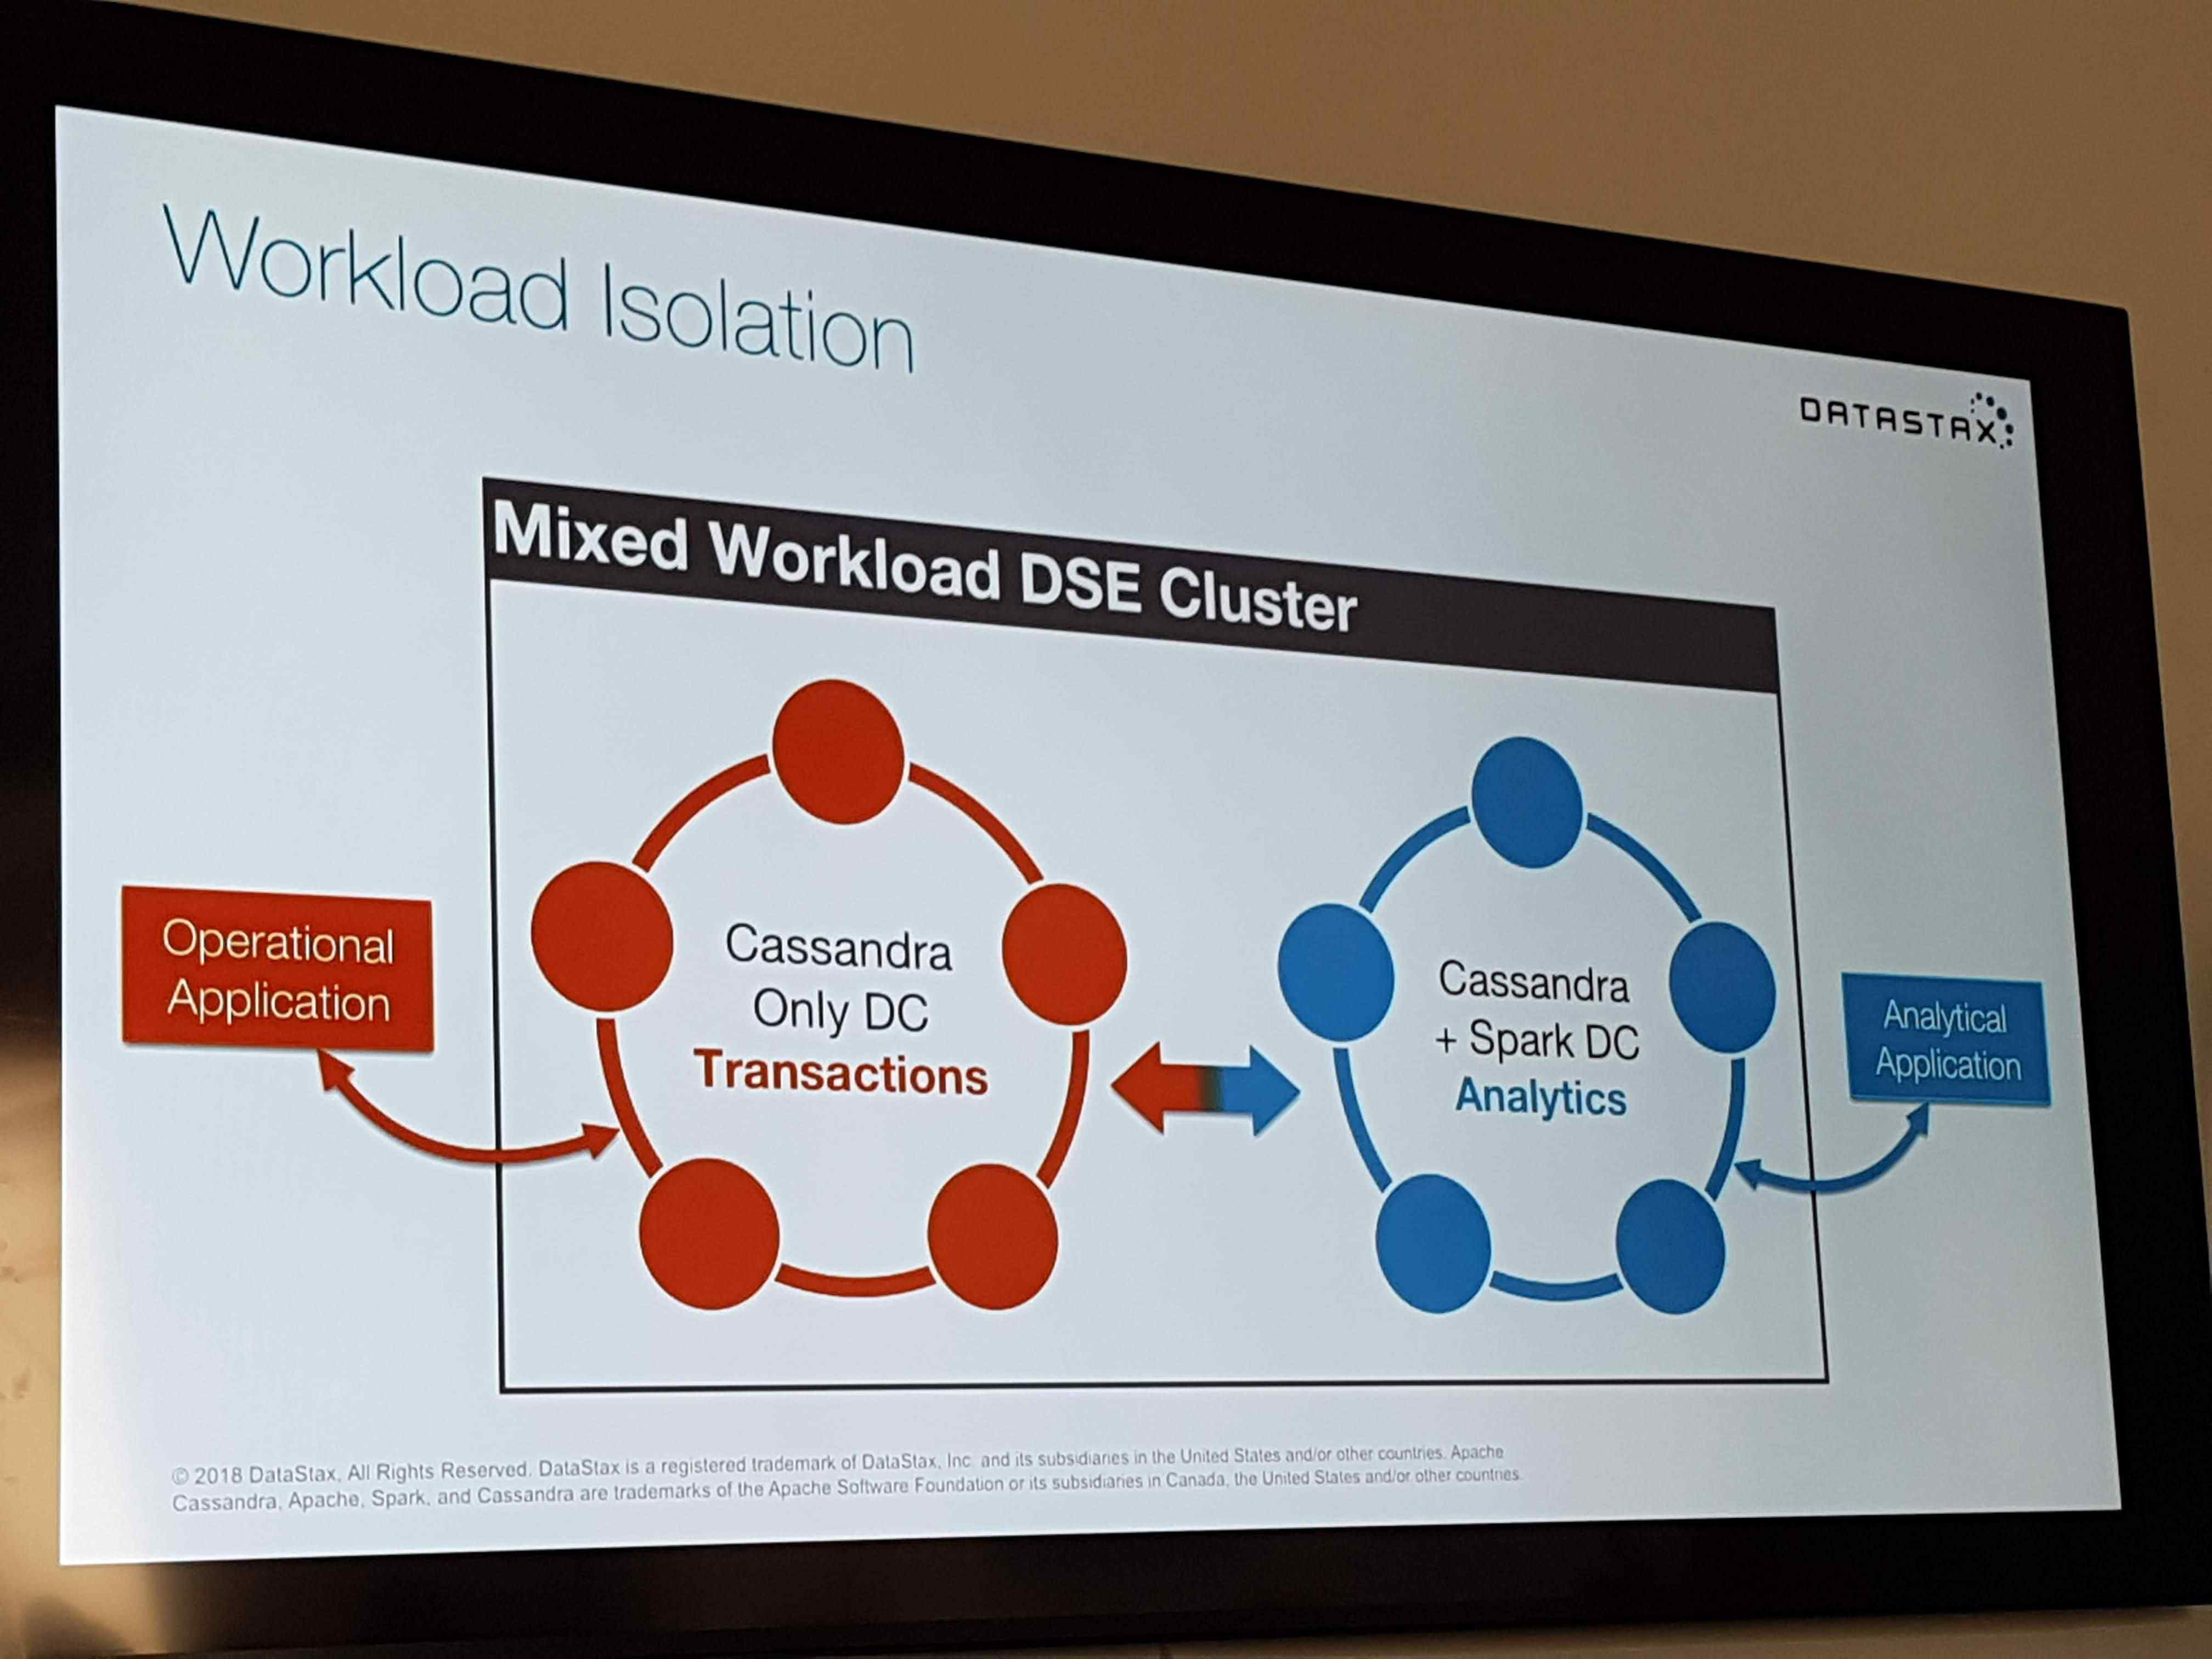 Workload Isolation
DATASTAX
Mixed Workload DSE Cluster
Operational
Application
Cassandra
Only DC
Transactions
Cassandra
+ Spark DC
Analytics
Analytical
Application
© 2018 DataStax, All Rights Reserved. DataStax is a registered trademark of DataStax, Inc. and its subsidiaries in the United States and/or other countries. Apache
Cassandra, Apache, Spark, and Cassandra are trademarks of the Apache Software Foundation or its subsidiaries in Canada, the United States and/or other countries.